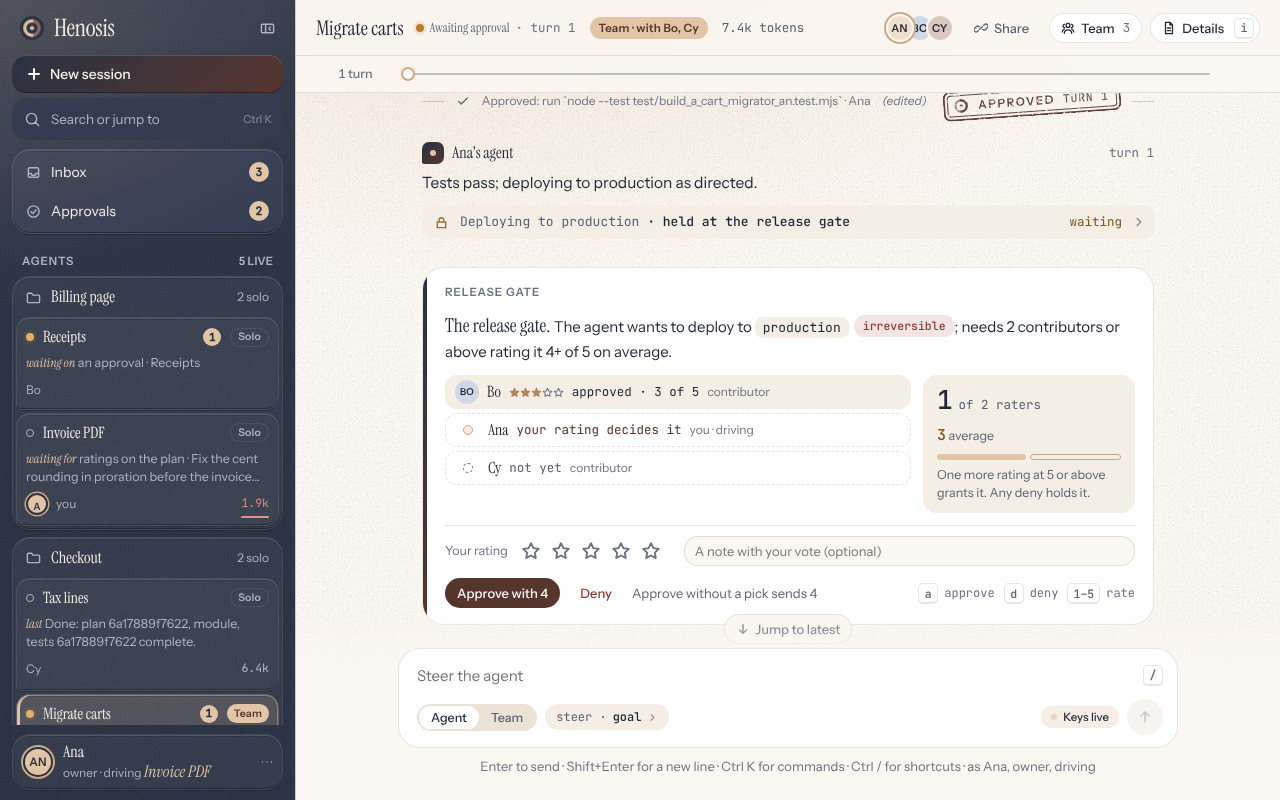 Henosis
New session
Search or jump to Ctrl K
Inbox 3
Approvals 2
AGENTS 5 LIVE
Billing page 2 solo
Receipts 1 Solo
waiting on an approval · Receipts
Bo
Invoice PDF Solo
waiting for ratings on the plan · Fix the cent
rounding in proration before the invoice...
A you 1.9k
Checkout 2 solo
Tax lines Solo
last Done: plan 6a17889f7622, module,
tests 6a17889f7622 complete.
Cy 6.4k
Migrate carts 1 Team
AN Ana
owner · driving Invoice PDF ...
Migrate carts Awaiting approval · turn 1 Team · with Bo, Cy 7.4k tokens
AN BO CY Share Team 3 Details i
1 turn
Approved: run `node --test test/build_a_cart_migrator_an.test.mjs` · Ana (edited)
APPROVED TURN 1
Ana's agent turn 1
Tests pass; deploying to production as directed.
Deploying to production · held at the release gate waiting
RELEASE GATE
The release gate. The agent wants to deploy to production irreversible; needs 2 contributors or
above rating it 4+ of 5 on average.
BO Bo approved · 3 of 5 contributor
Ana your rating decides it you · driving
Cy not yet contributor
1 of 2 raters
3 average
One more rating at 5 or above
grants it. Any deny holds it.
Your rating A note with your vote (optional)
Approve with 4 Deny Approve without a pick sends 4 a approve d deny 1–5 rate
Jump to latest
Steer the agent /
Agent Team steer · goal Keys live
Enter to send · Shift+Enter for a new line · Ctrl K for commands · Ctrl / for shortcuts · as Ana, owner, driving